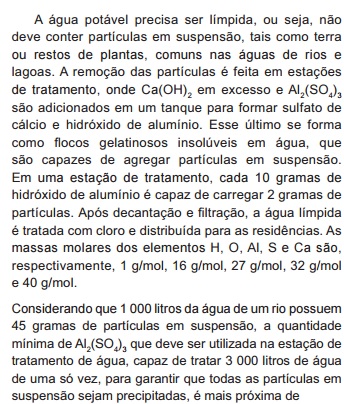 A água potável precisa ser límpida, ou seja, não
deve conter partículas em suspensão, tais como terra
ou restos de plantas, comuns nas águas de rios e
lagoas. A remoção das partículas é feita em estações
de tratamento, onde Ca(OH)₂ em excesso e Al₂(SO₄)₃
são adicionados em um tanque para formar sulfato de
cálcio e hidróxido de alumínio. Esse último se forma
como flocos gelatinosos insolúveis em água, que
são capazes de agregar partículas em suspensão.
Em uma estação de tratamento, cada 10 gramas de
hidróxido de alumínio é capaz de carregar 2 gramas de
partículas. Após decantação e filtração, a água límpida
é tratada com cloro e distribuída para as residências. As
massas molares dos elementos H, O, Al, S e Ca são,
respectivamente, 1 g/mol, 16 g/mol, 27 g/mol, 32 g/mol
e 40 g/mol.
Considerando que 1 000 litros da água de um rio possuem
45 gramas de partículas em suspensão, a quantidade
mínima de Al₂(SO₄)₃ que deve ser utilizada na estação de
tratamento de água, capaz de tratar 3 000 litros de água
de uma só vez, para garantir que todas as partículas em
suspensão sejam precipitadas, é mais próxima de